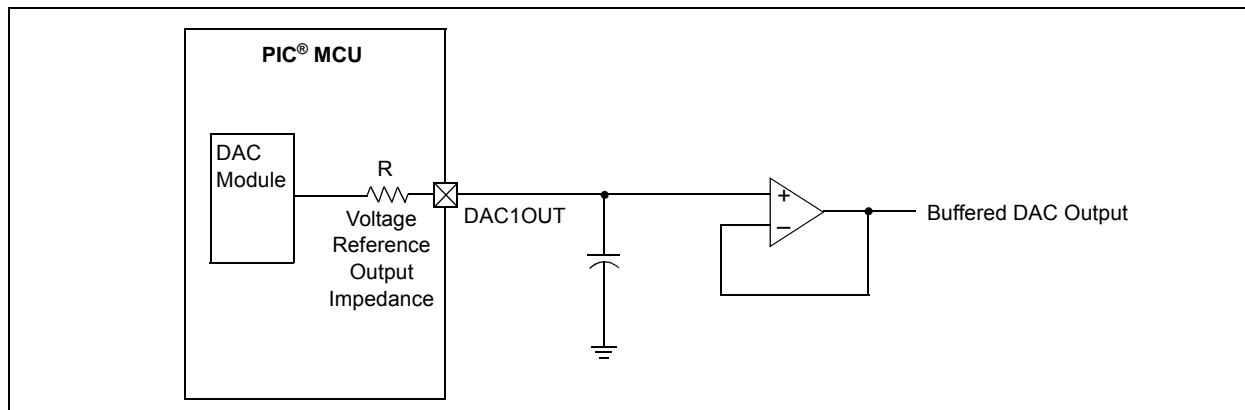 PIC® MCU
DAC
Module
R
Voltage
Reference
Output
Impedance
DAC1OUT
+
–
Buffered DAC Output